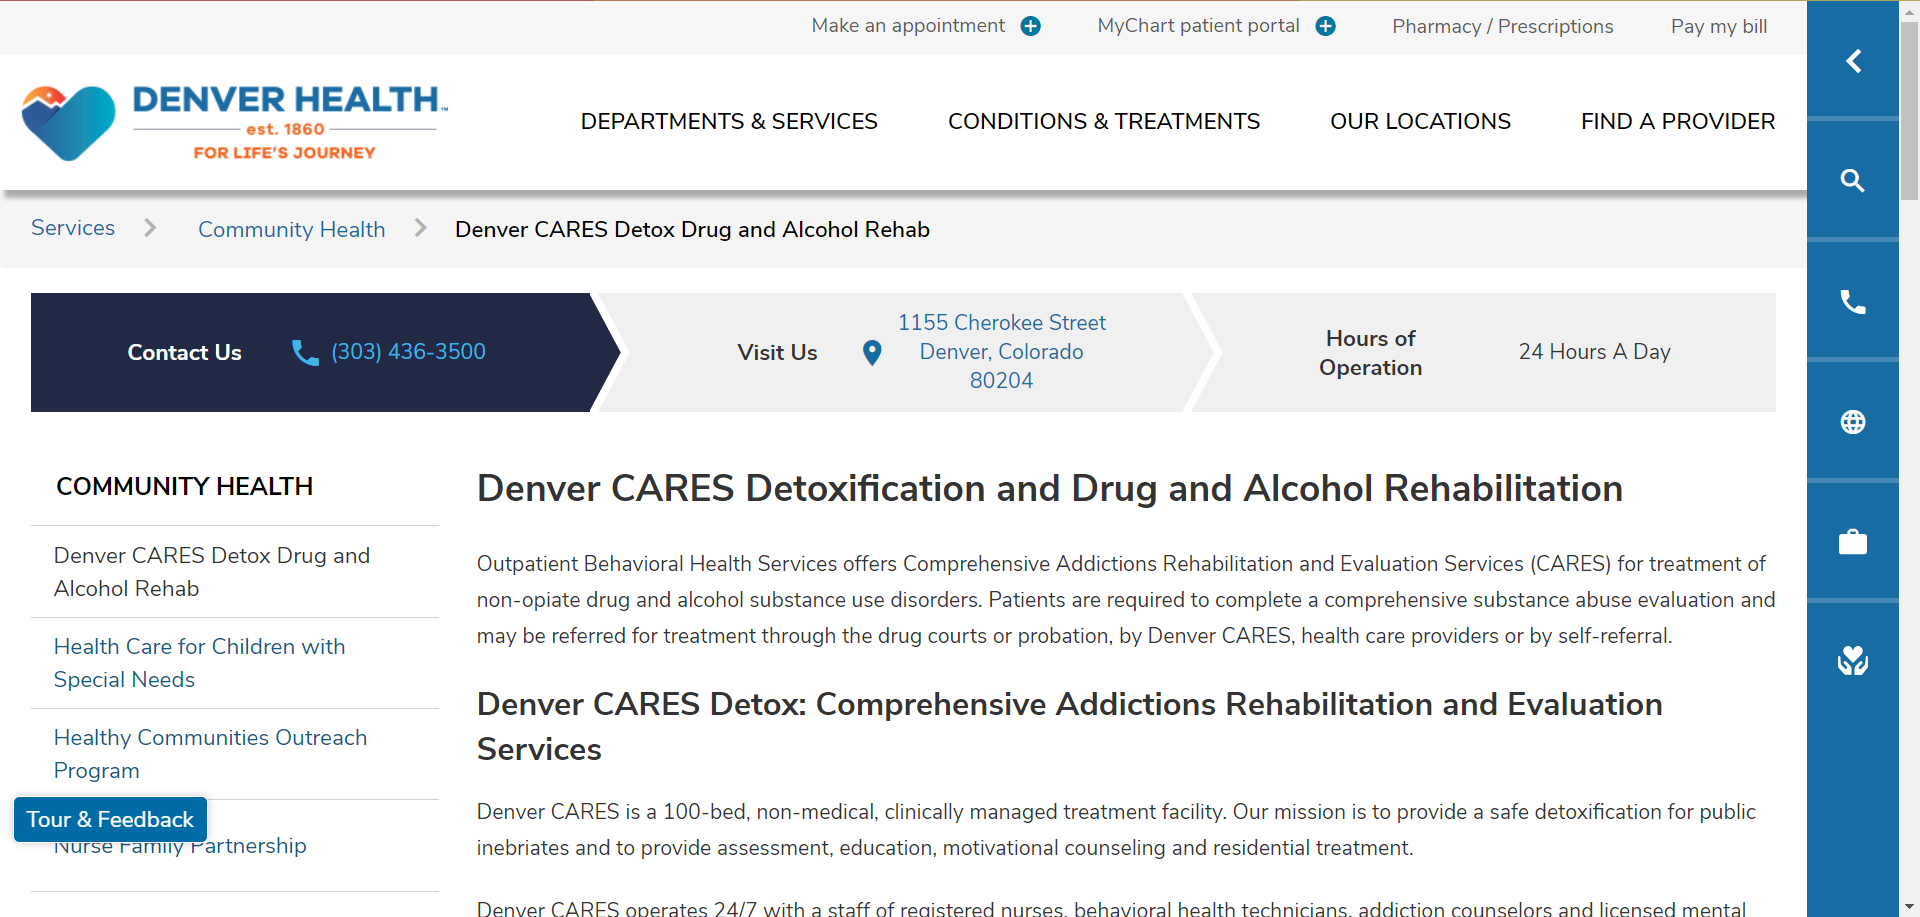 Make an appointment
MyChart patient portal
Pharmacy / Prescriptions
Pay my bill
DENVER HEALTH™
est. 1860
FOR LIFE'S JOURNEY
DEPARTMENTS & SERVICES
CONDITIONS & TREATMENTS
OUR LOCATIONS
FIND A PROVIDER
Services
Community Health
Denver CARES Detox Drug and Alcohol Rehab
Contact Us
(303) 436-3500
Visit Us
1155 Cherokee Street
Denver, Colorado
80204
Hours of
Operation
24 Hours A Day
COMMUNITY HEALTH
Denver CARES Detox Drug and
Alcohol Rehab
Health Care for Children with
Special Needs
Healthy Communities Outreach
Program
Tour & Feedback
Nurse Family Partnership
Denver CARES Detoxification and Drug and Alcohol Rehabilitation
Outpatient Behavioral Health Services offers Comprehensive Addictions Rehabilitation and Evaluation Services (CARES) for treatment of
non-opiate drug and alcohol substance use disorders. Patients are required to complete a comprehensive substance abuse evaluation and
may be referred for treatment through the drug courts or probation, by Denver CARES, health care providers or by self-referral.
Denver CARES Detox: Comprehensive Addictions Rehabilitation and Evaluation
Services
Denver CARES is a 100-bed, non-medical, clinically managed treatment facility. Our mission is to provide a safe detoxification for public
inebriates and to provide assessment, education, motivational counseling and residential treatment.
Denver CARES operates 24/7 with a staff of registered nurses, behavioral health technicians, addiction counselors and licensed mental